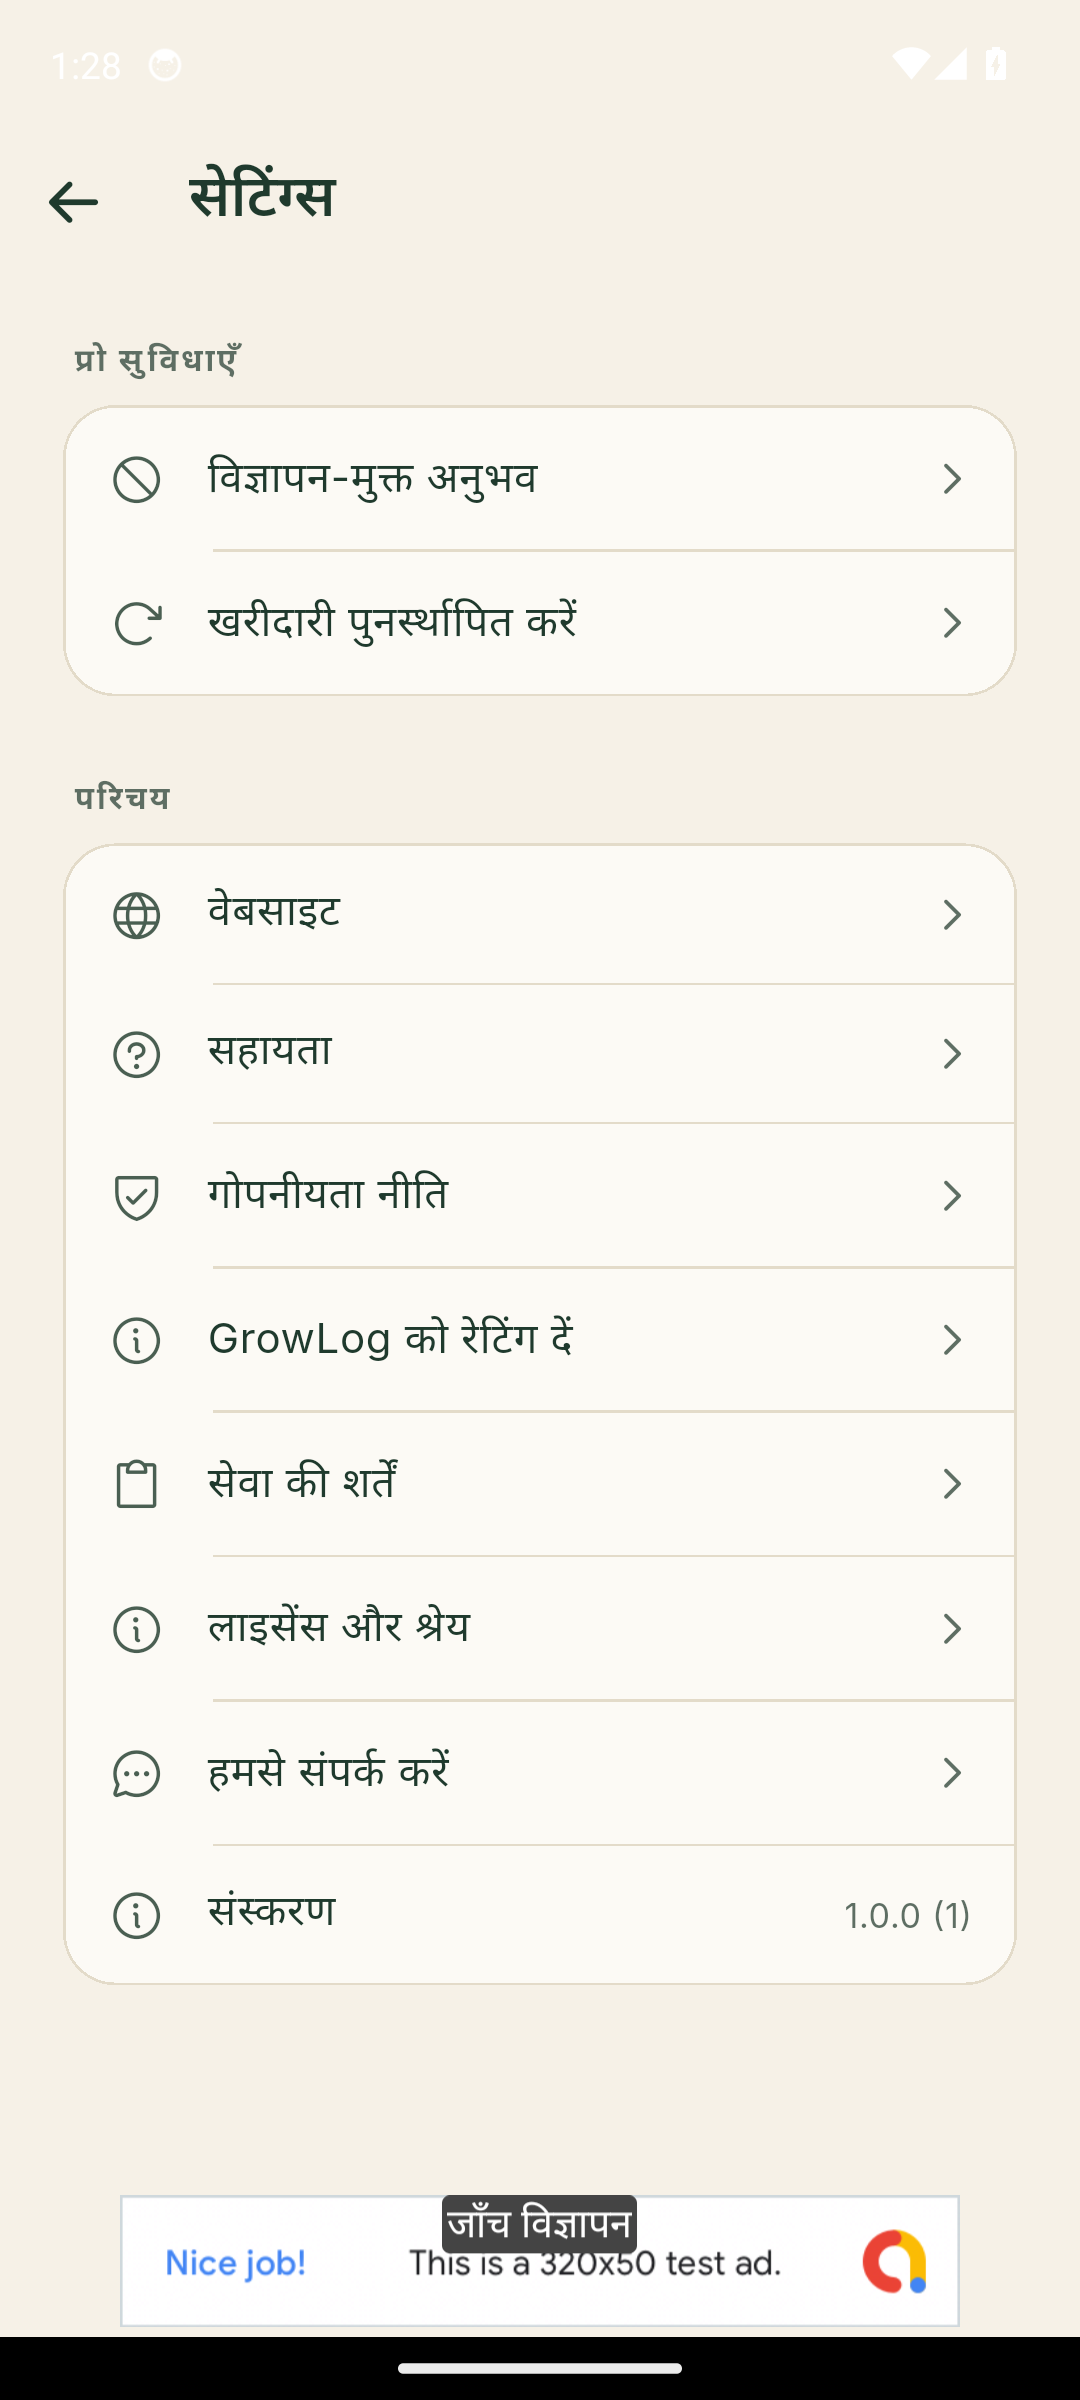 1:28
सेटिंग्स
प्रो सुविधाएँ
विज्ञापन-मुक्त अनुभव
खरीदारी पुनर्स्थापित करें
परिचय
वेबसाइट
सहायता
गोपनीयता नीति
GrowLog को रेटिंग दें
सेवा की शर्तें
लाइसेंस और श्रेय
हमसे संपर्क करें
संस्करण 1.0.0 (1)
जाँच विज्ञापन
Nice job! This is a 320x50 test ad.